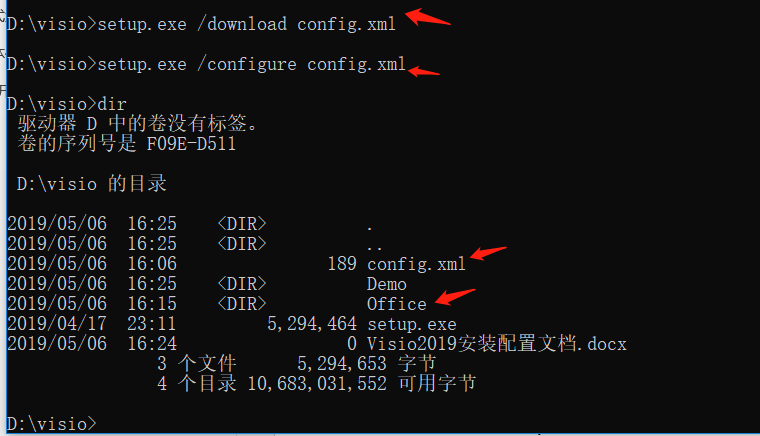 D:\visio>setup.exe /download config.xml
D:\visio>setup.exe /configure config.xml
D:\visio>dir
驱动器 D 中的卷没有标签。
卷的序列号是 F09E-D511
D:\visio 的目录
2019/05/06 16:25 <DIR> .
2019/05/06 16:25 <DIR> ..
2019/05/06 16:06 189 config.xml
2019/05/06 16:25 <DIR> Demo
2019/05/06 16:15 <DIR> Office
2019/04/17 23:11 5,294,464 setup.exe
2019/05/06 16:24 0 Visio2019安装配置文档.docx
3 个文件 5,294,653 字节
4 个目录 10,683,031,552 可用字节
D:\visio>